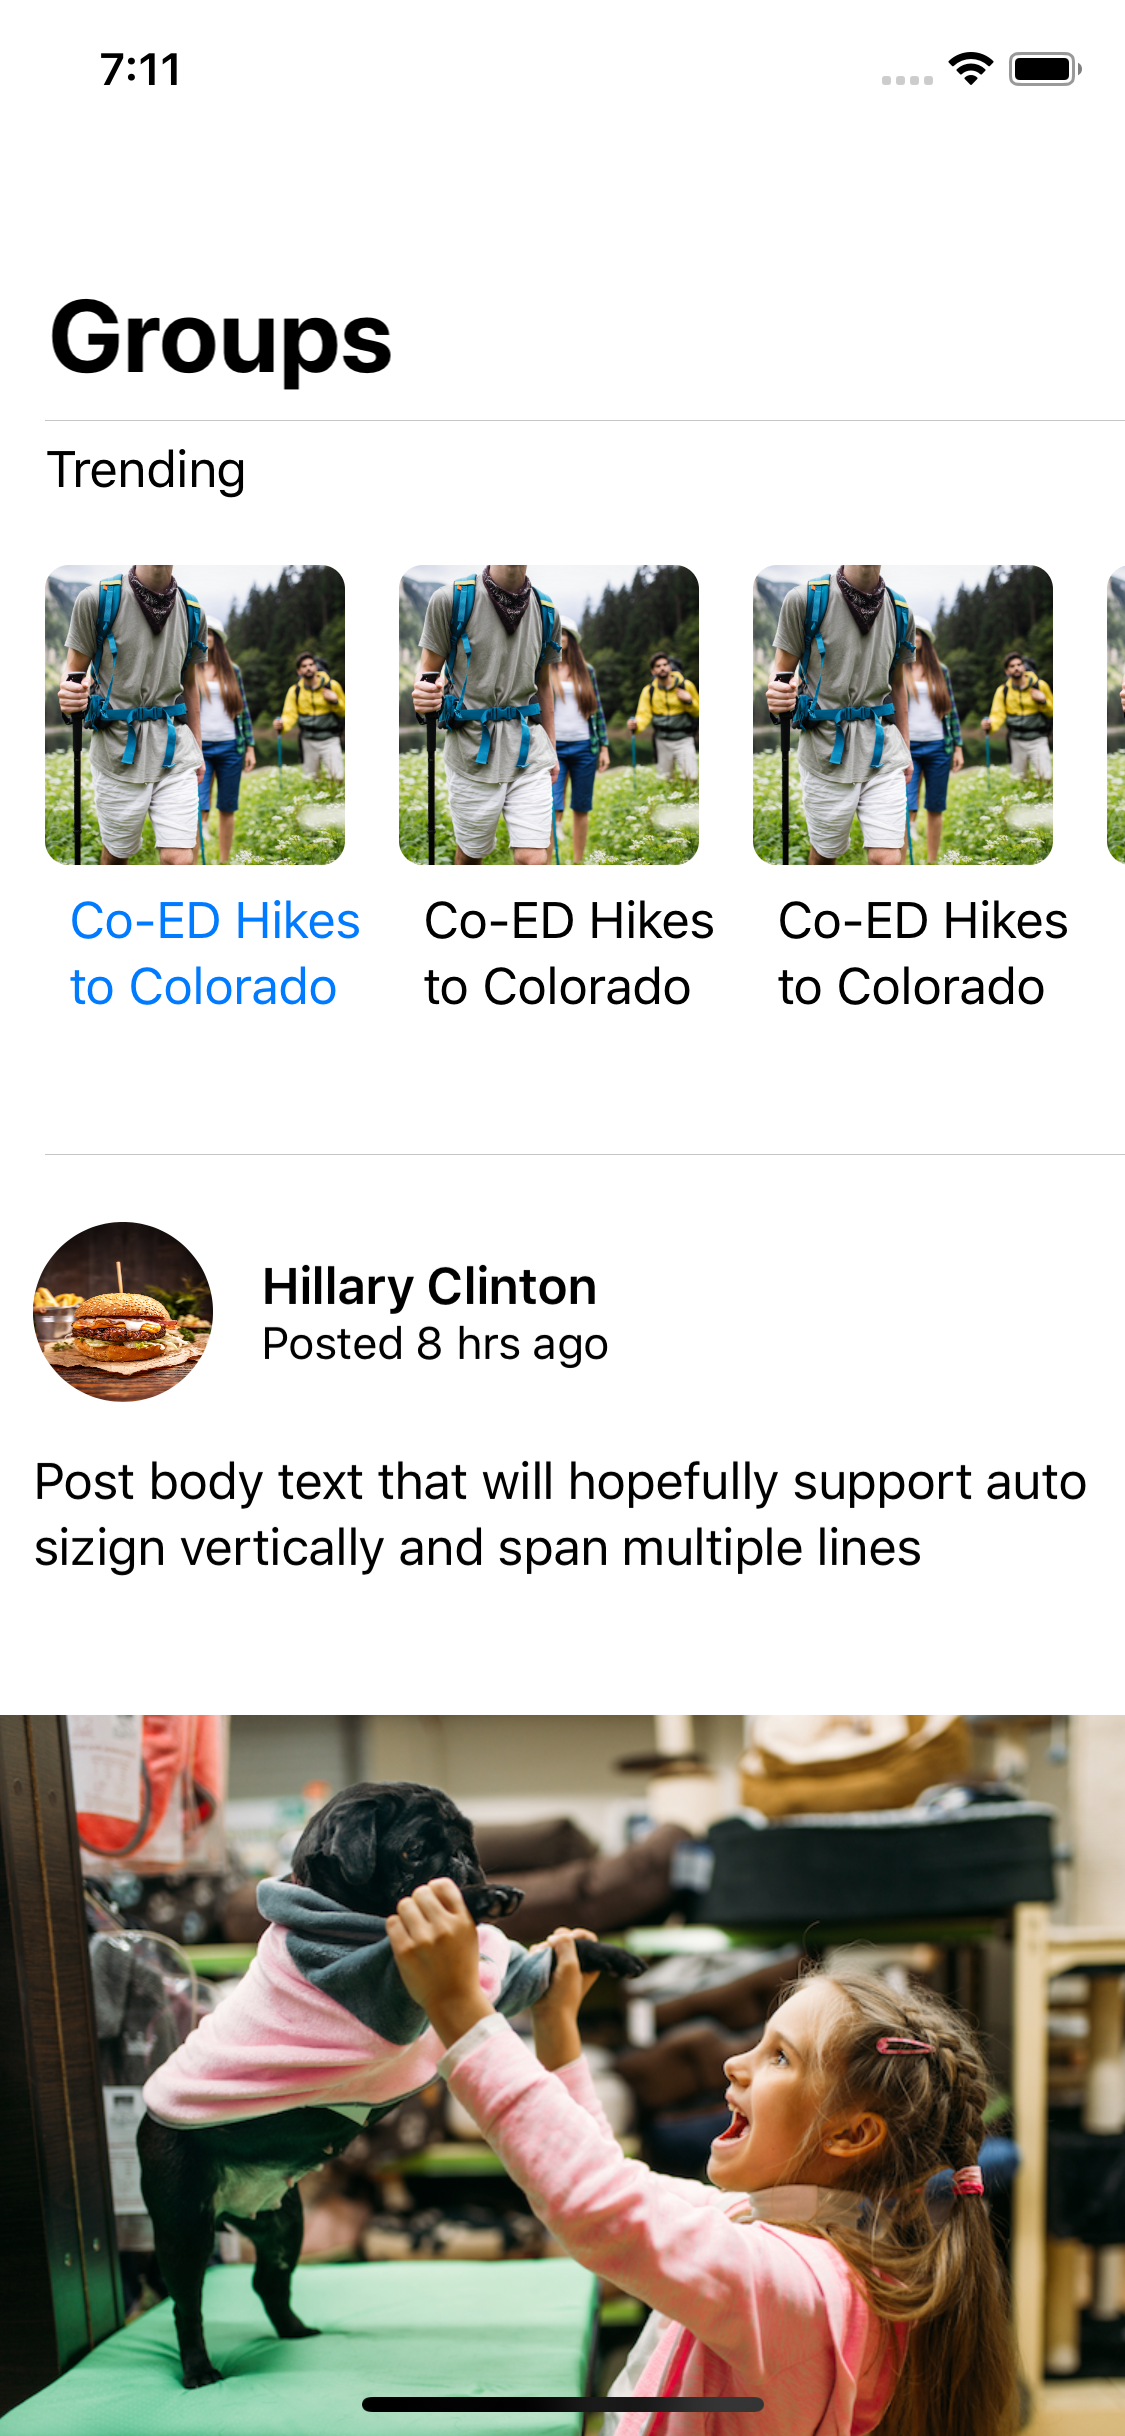 7:11
Groups
Trending
Co-ED Hikes
to Colorado
Co-ED Hikes
to Colorado
Co-ED Hikes
to Colorado
Hillary Clinton
Posted 8 hrs ago
Post body text that will hopefully support auto
sizign vertically and span multiple lines